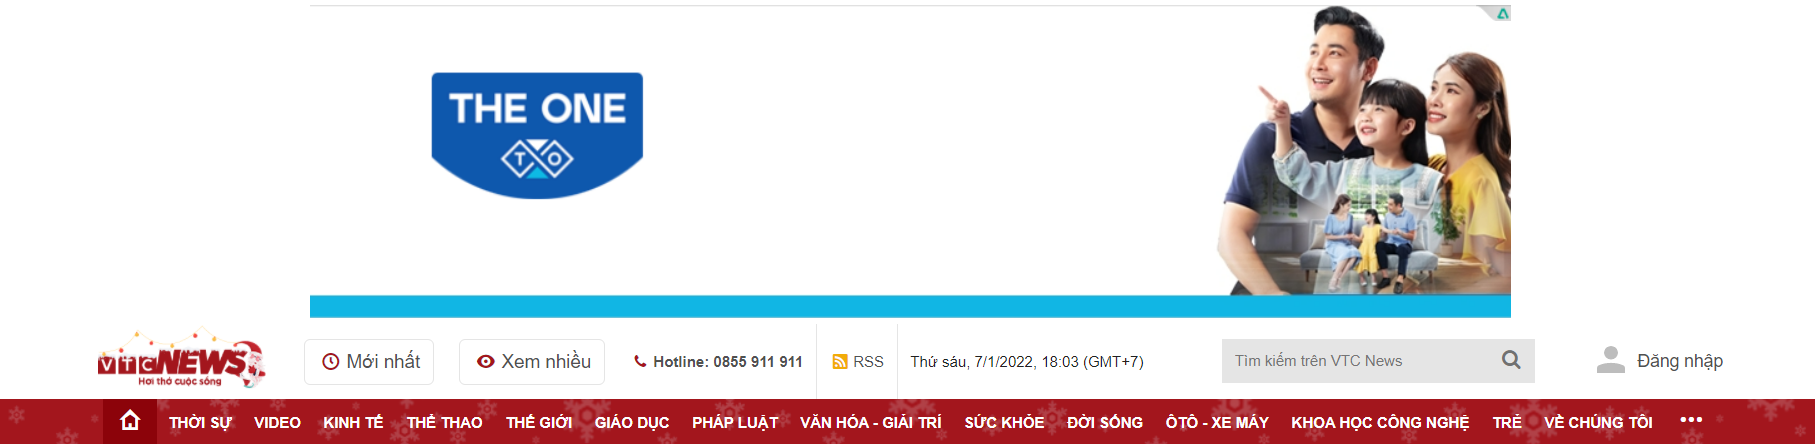 THE ONE
T O
VTC NEWS
Hơi thở cuộc sống
Mới nhất
Xem nhiều
Hotline: 0855 911 911
RSS
Thứ sáu, 7/1/2022, 18:03 (GMT+7)
Tìm kiếm trên VTC News
Đăng nhập
THỜI SỰ VIDEO KINH TẾ THỂ THAO THẾ GIỚI GIÁO DỤC PHÁP LUẬT VĂN HÓA - GIẢI TRÍ SỨC KHỎE ĐỜI SỐNG ÔTÔ - XE MÁY KHOA HỌC CÔNG NGHỆ TRẺ VỀ CHÚNG TÔI •••